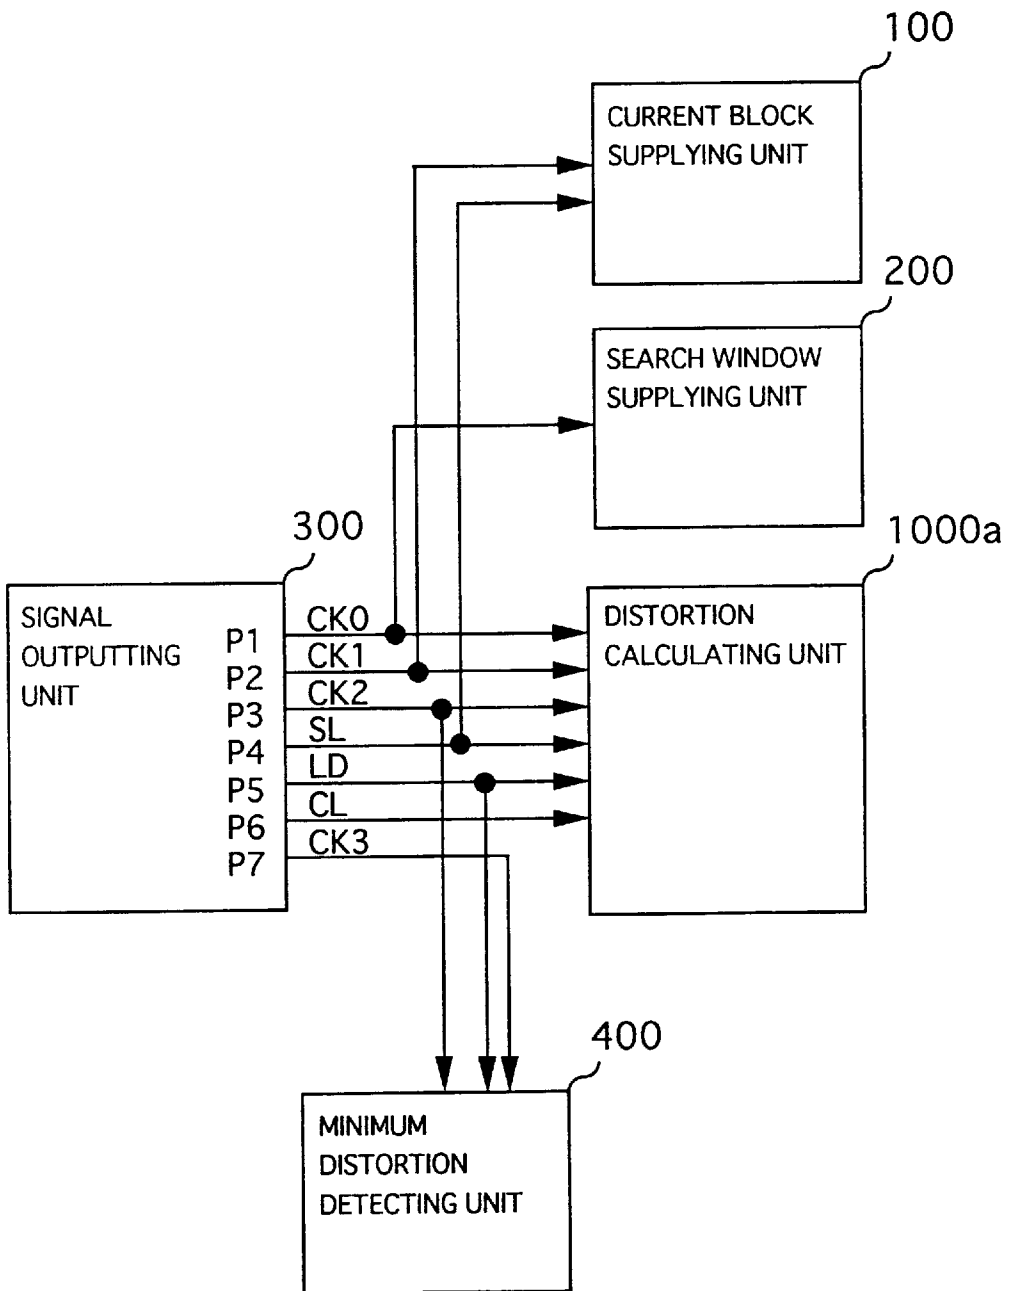 100
CURRENT BLOCK
SUPPLYING UNIT
200
SEARCH WINDOW
SUPPLYING UNIT
300
1000a
SIGNAL
OUTPUTTING
UNIT
DISTORTION
CALCULATING UNIT
P1 CK0
P2 CK1
P3 CK2
P4 SL
P5 LD
P6 CL
P7 CK3
400
MINIMUM
DISTORTION
DETECTING UNIT